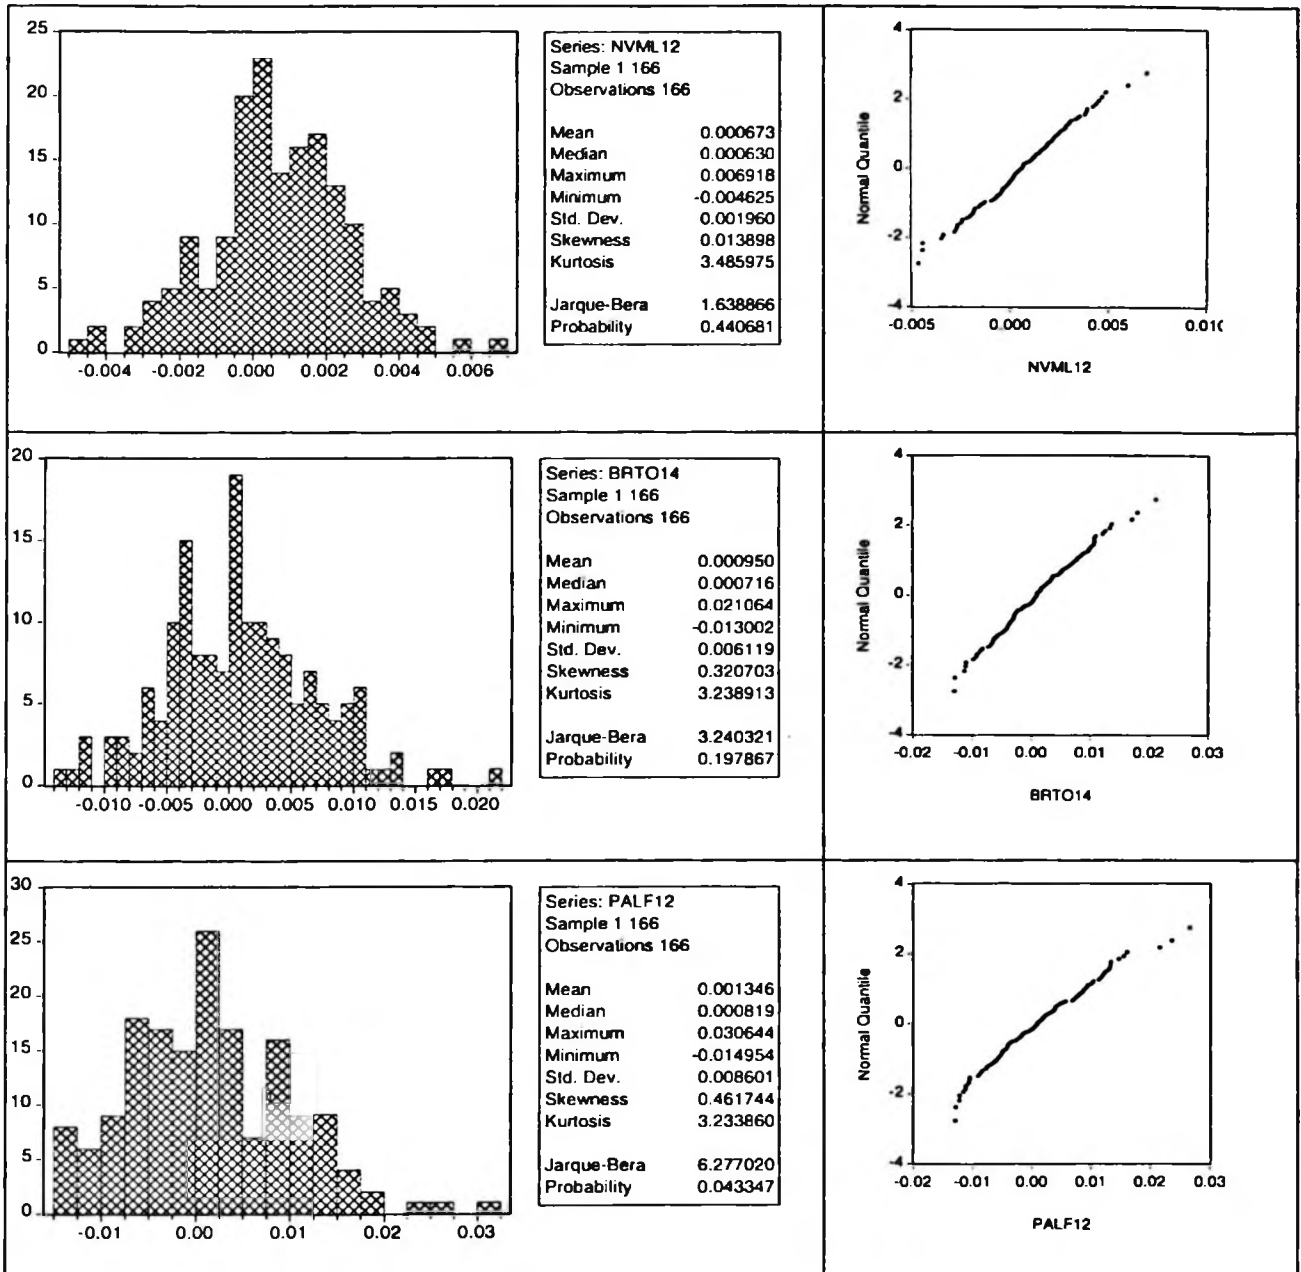 25
20
15
10
5
0
-0.004 -0.002 0.000 0.002 0.004 0.006
Series: NVML12
Sample 1 166
Observations 166
Mean 0.000673
Median 0.000630
Maximum 0.006918
Minimum -0.004625
Std. Dev. 0.001960
Skewness 0.013898
Kurtosis 3.485975
Jarque-Bera 1.638866
Probability 0.440681
4
2
0
-2
-4
Normal Quantile
-0.005 0.000 0.005 0.010
NVML12
20
15
10
5
0
-0.010 -0.005 0.000 0.005 0.010 0.015 0.020
Series: BRTO14
Sample 1 166
Observations 166
Mean 0.000950
Median 0.000716
Maximum 0.021064
Minimum -0.013002
Std. Dev. 0.006119
Skewness 0.320703
Kurtosis 3.238913
Jarque-Bera 3.240321
Probability 0.197867
4
2
0
-2
-4
Normal Quantile
-0.02 -0.01 0.00 0.01 0.02 0.03
BRTO14
30
25
20
15
10
5
0
-0.01 0.00 0.01 0.02 0.03
Series: PALF12
Sample 1 166
Observations 166
Mean 0.001346
Median 0.000819
Maximum 0.030644
Minimum -0.014954
Std. Dev. 0.008601
Skewness 0.461744
Kurtosis 3.233860
Jarque-Bera 6.277020
Probability 0.043347
4
2
0
-2
-4
Normal Quantile
-0.02 -0.01 0.00 0.01 0.02 0.03
PALF12